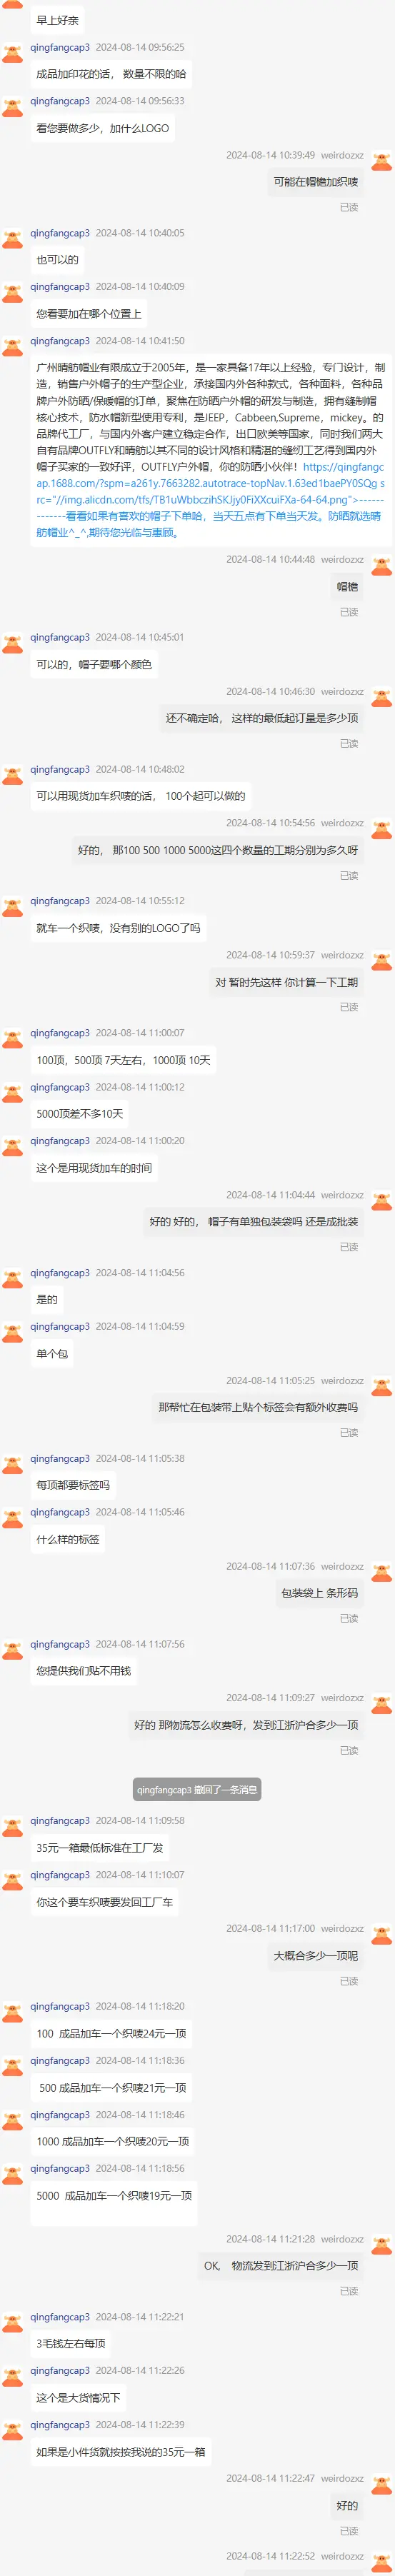 早上好亲
qingfangcap3 2024-08-14 09:56:25
成品加印花的话， 数量不限的哈
qingfangcap3 2024-08-14 09:56:33
看您要做多少，加什么LOGO
2024-08-14 10:39:49 weirdozxz
可能在帽檐加织唛
已读
qingfangcap3 2024-08-14 10:40:05
也可以的
qingfangcap3 2024-08-14 10:40:09
您看要加在哪个位置上
qingfangcap3 2024-08-14 10:41:50
广州晴舫帽业有限成立于2005年，是一家具备17年以上经验，专门设计，制
造，销售户外帽子的生产型企业，承接国内外各种款式，各种面料，各种品
牌户外防晒/保暖帽的订单，聚焦在防晒户外帽的研发与制造，拥有缝制帽
核心技术，防水帽新型使用专利，是JEEP，Cabbeen,Supreme，mickey。的
品牌代工厂，与国内外客户建立稳定合作，出口欧美等国家，同时我们两大
自有品牌OUTFLY和晴舫以其不同的设计风格和精湛的缝纫工艺得到国内外
帽子买家的一致好评，OUTFLY户外帽，你的防晒小伙伴！https://qingfangc
ap.1688.com/?spm=a261y.7663282.autotrace-topNav.1.63ed1baePY0SQg s
rc="//img.alicdn.com/tfs/TB1uWbbczihSKJjy0FiXXcuiFXa-64-64.png">-----------
-------------看看如果有喜欢的帽子下单哈，当天五点有下单当天发。防晒就选晴
舫帽业^_^,期待您光临与惠顾。
2024-08-14 10:44:48 weirdozxz
帽檐
已读
qingfangcap3 2024-08-14 10:45:01
可以的，帽子要哪个颜色
2024-08-14 10:46:30 weirdozxz
还不确定哈， 这样的最低起订量是多少顶
已读
qingfangcap3 2024-08-14 10:48:02
可以用现货加车织唛的话， 100个起可以做的
2024-08-14 10:54:56 weirdozxz
好的， 那100 500 1000 5000这四个数量的工期分别为多久呀
已读
qingfangcap3 2024-08-14 10:55:12
就车一个织唛，没有别的LOGO了吗
2024-08-14 10:59:37 weirdozxz
对 暂时先这样 你计算一下工期
已读
qingfangcap3 2024-08-14 11:00:07
100顶，500顶 7天左右，1000顶 10天
qingfangcap3 2024-08-14 11:00:12
5000顶差不多10天
qingfangcap3 2024-08-14 11:00:20
这个是用现货加车的时间
2024-08-14 11:04:44 weirdozxz
好的 好的， 帽子有单独包装袋吗 还是成批装
已读
qingfangcap3 2024-08-14 11:04:56
是的
qingfangcap3 2024-08-14 11:04:59
单个包
2024-08-14 11:05:25 weirdozxz
那帮忙在包装带上贴个标签会有额外收费吗
已读
qingfangcap3 2024-08-14 11:05:38
每顶都要标签吗
qingfangcap3 2024-08-14 11:05:46
什么样的标签
2024-08-14 11:07:36 weirdozxz
包装袋上 条形码
已读
qingfangcap3 2024-08-14 11:07:56
您提供我们贴不用钱
2024-08-14 11:09:27 weirdozxz
好的 那物流怎么收费呀，发到江浙沪合多少一顶
已读
qingfangcap3 撤回了一条消息
qingfangcap3 2024-08-14 11:09:58
35元一箱最低标准在工厂发
qingfangcap3 2024-08-14 11:10:07
你这个要车织唛要发回工厂车
2024-08-14 11:17:00 weirdozxz
大概合多少一顶呢
已读
qingfangcap3 2024-08-14 11:18:20
100 成品加车一个织唛24元一顶
qingfangcap3 2024-08-14 11:18:36
500 成品加车一个织唛21元一顶
qingfangcap3 2024-08-14 11:18:46
1000 成品加车一个织唛20元一顶
qingfangcap3 2024-08-14 11:18:56
5000 成品加车一个织唛19元一顶
2024-08-14 11:21:28 weirdozxz
OK, 物流发到江浙沪合多少一顶
已读
qingfangcap3 2024-08-14 11:22:21
3毛钱左右每顶
qingfangcap3 2024-08-14 11:22:26
这个是大货情况下
qingfangcap3 2024-08-14 11:22:39
如果是小件货就按按我说的35元一箱
2024-08-14 11:22:47 weirdozxz
好的
已读
2024-08-14 11:22:52 weirdozxz